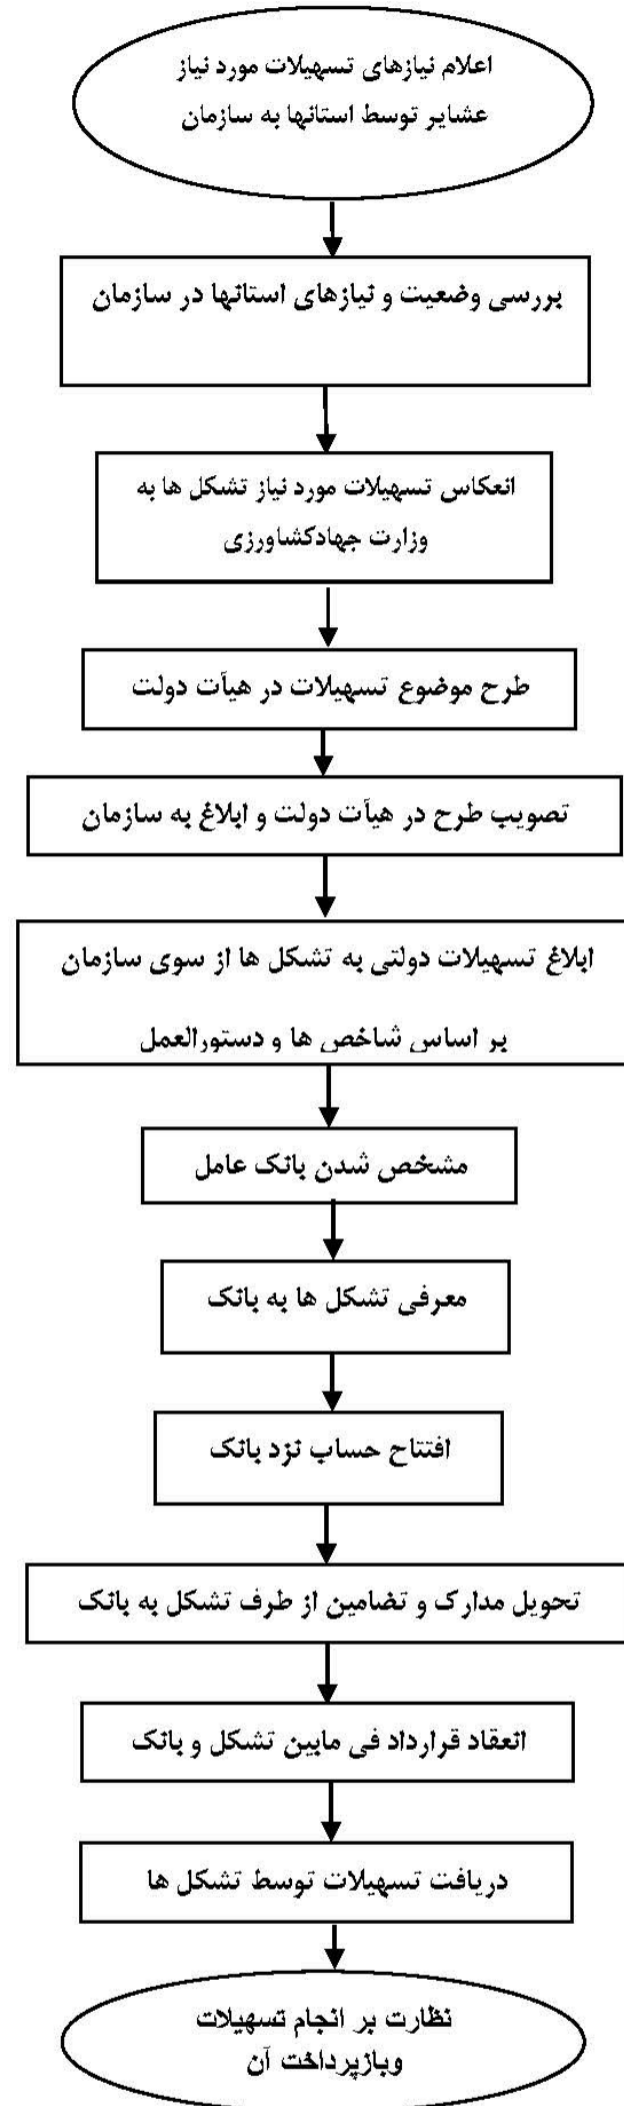 اعلام نیازهای تسهیلات مورد نیاز
عشایر توسط استانها به سازمان
بررسی وضعیت و نیازهای استانها در سازمان
انعکاس تسهیلات مورد نیاز تشکل ها به
وزارت جهادکشاورزی
طرح موضوع تسهیلات در هیآت دولت
تصویب طرح در هیآت دولت و ابلاغ به سازمان
ابلاغ تسهیلات دولتی به تشکل ها از سوی سازمان
بر اساس شاخص ها و دستورالعمل
مشخص شدن بانک عامل
معرفی تشکل ها به بانک
افتتاح حساب نزد بانک
تحویل مدارک و تضامین از طرف تشکل به بانک
انعقاد قرارداد فی مابین تشکل و بانک
دریافت تسهیلات توسط تشکل ها
نظارت بر انجام تسهیلات
وبازپرداخت آن